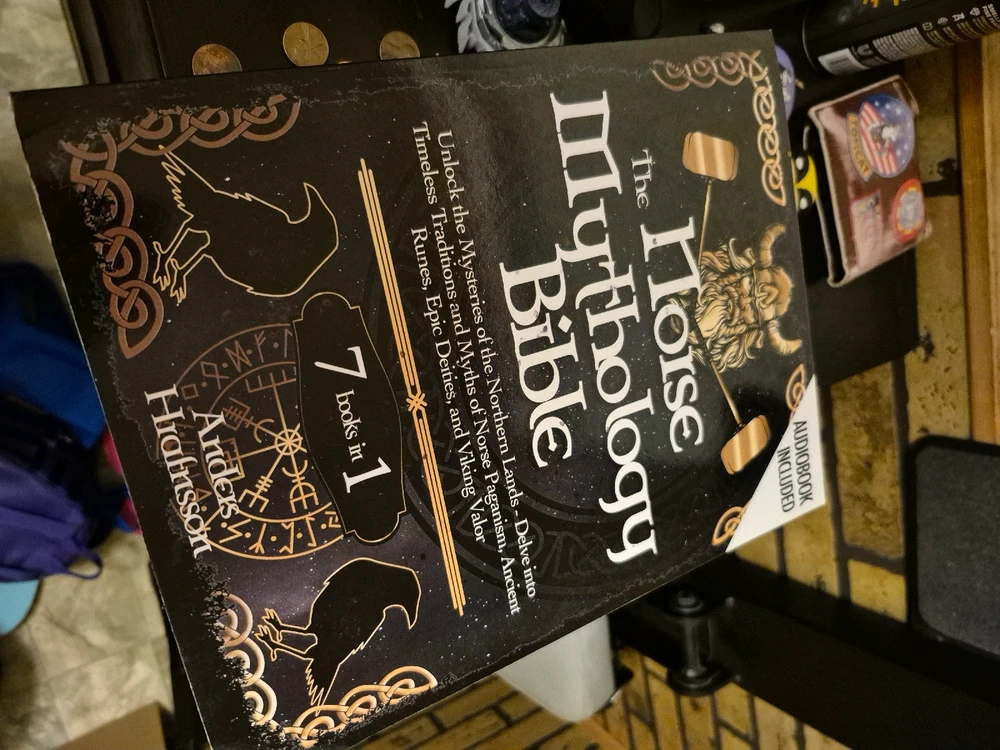 AUDIOBOOK
INCLUDED
The
Norse
Mythology
Bible
Unlock the Mysteries of the Northern Lands - Delve into
Timeless Traditions and Myths of Norse Paganism, Ancient
Runes, Epic Deities, and Viking Valor
7 books in 1
Anders
Hrafnsson